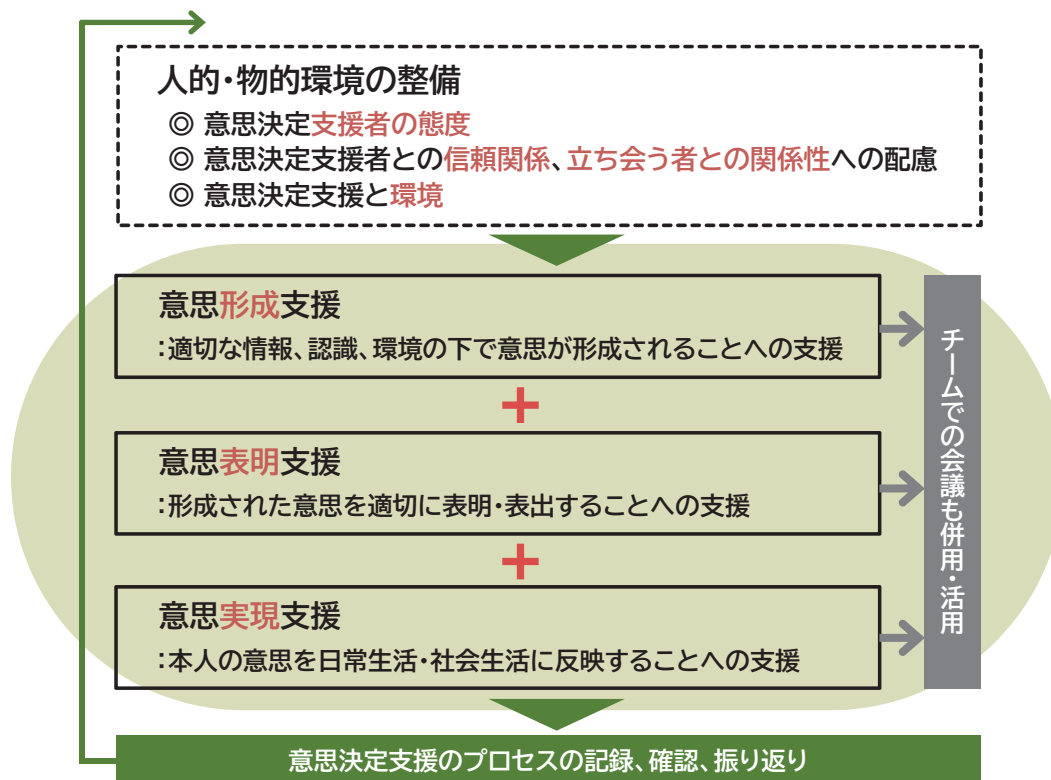 人的・物的環境の整備
◎ 意思決定支援者の態度
◎ 意思決定支援者との信頼関係、立ち会う者との関係性への配慮
◎ 意思決定支援と環境
意思形成支援
：適切な情報、認識、環境の下で意思が形成されることへの支援
+
意思表明支援
：形成された意思を適切に表明・表出することへの支援
+
意思実現支援
：本人の意思を日常生活・社会生活に反映することへの支援
チームでの会議も併用・活用
意思決定支援のプロセスの記録、確認、振り返り